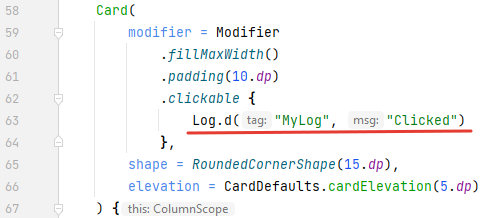 58 Card(
59 modifier = Modifier
60 .fillMaxWidth()
61 .padding(10.dp)
62 .clickable {
63 Log.d( tag: "MyLog", msg: "Clicked")
64 },
65 shape = RoundedCornerShape(15.dp),
66 elevation = CardDefaults.cardElevation(5.dp)
67 ) { this: ColumnScope